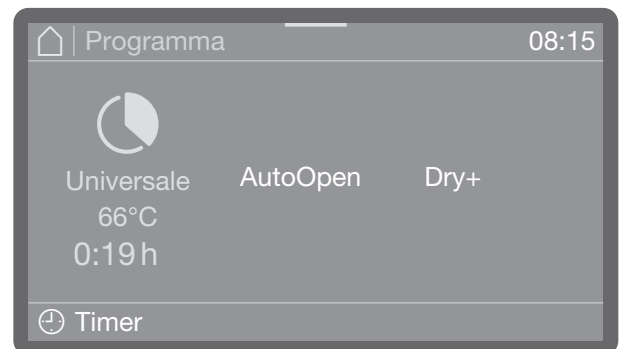 Programma 08:15
Universale AutoOpen Dry+
66°C
0:19 h
Timer